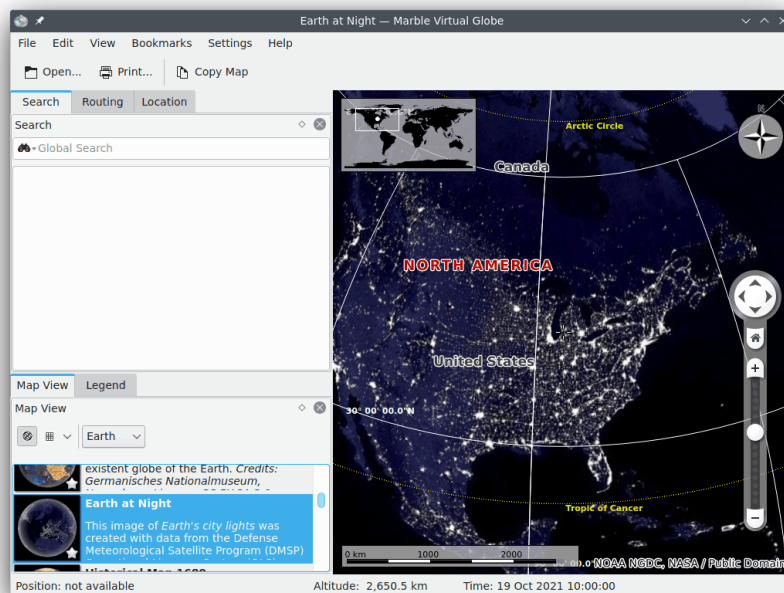 Earth at Night — Marble Virtual Globe
File Edit View Bookmarks Settings Help
Open... Print... Copy Map
Search Routing Location
Search
Global Search
Map View Legend
Map View
Earth
existent globe of the Earth. Credits:
Germanisches Nationalmuseum,
Earth at Night
This image of Earth's city lights was
created with data from the Defense
Meteorological Satellite Program (DMSP)
N
Arctic Circle
Canada
NORTH AMERICA
United States
30° 00' 00.0"N
Tropic of Cancer
0 km 1000 2000
NOAA NGDC, NASA / Public Domain
Position: not available Altitude: 2,650.5 km Time: 19 Oct 2021 10:00:00